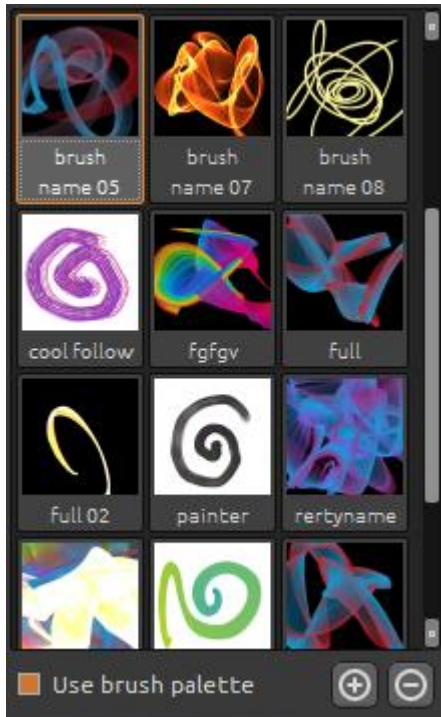 brush
name 05
brush
name 07
brush
name 08
cool follow
fgfgv
full
full 02
painter
rertyname
Use brush palette